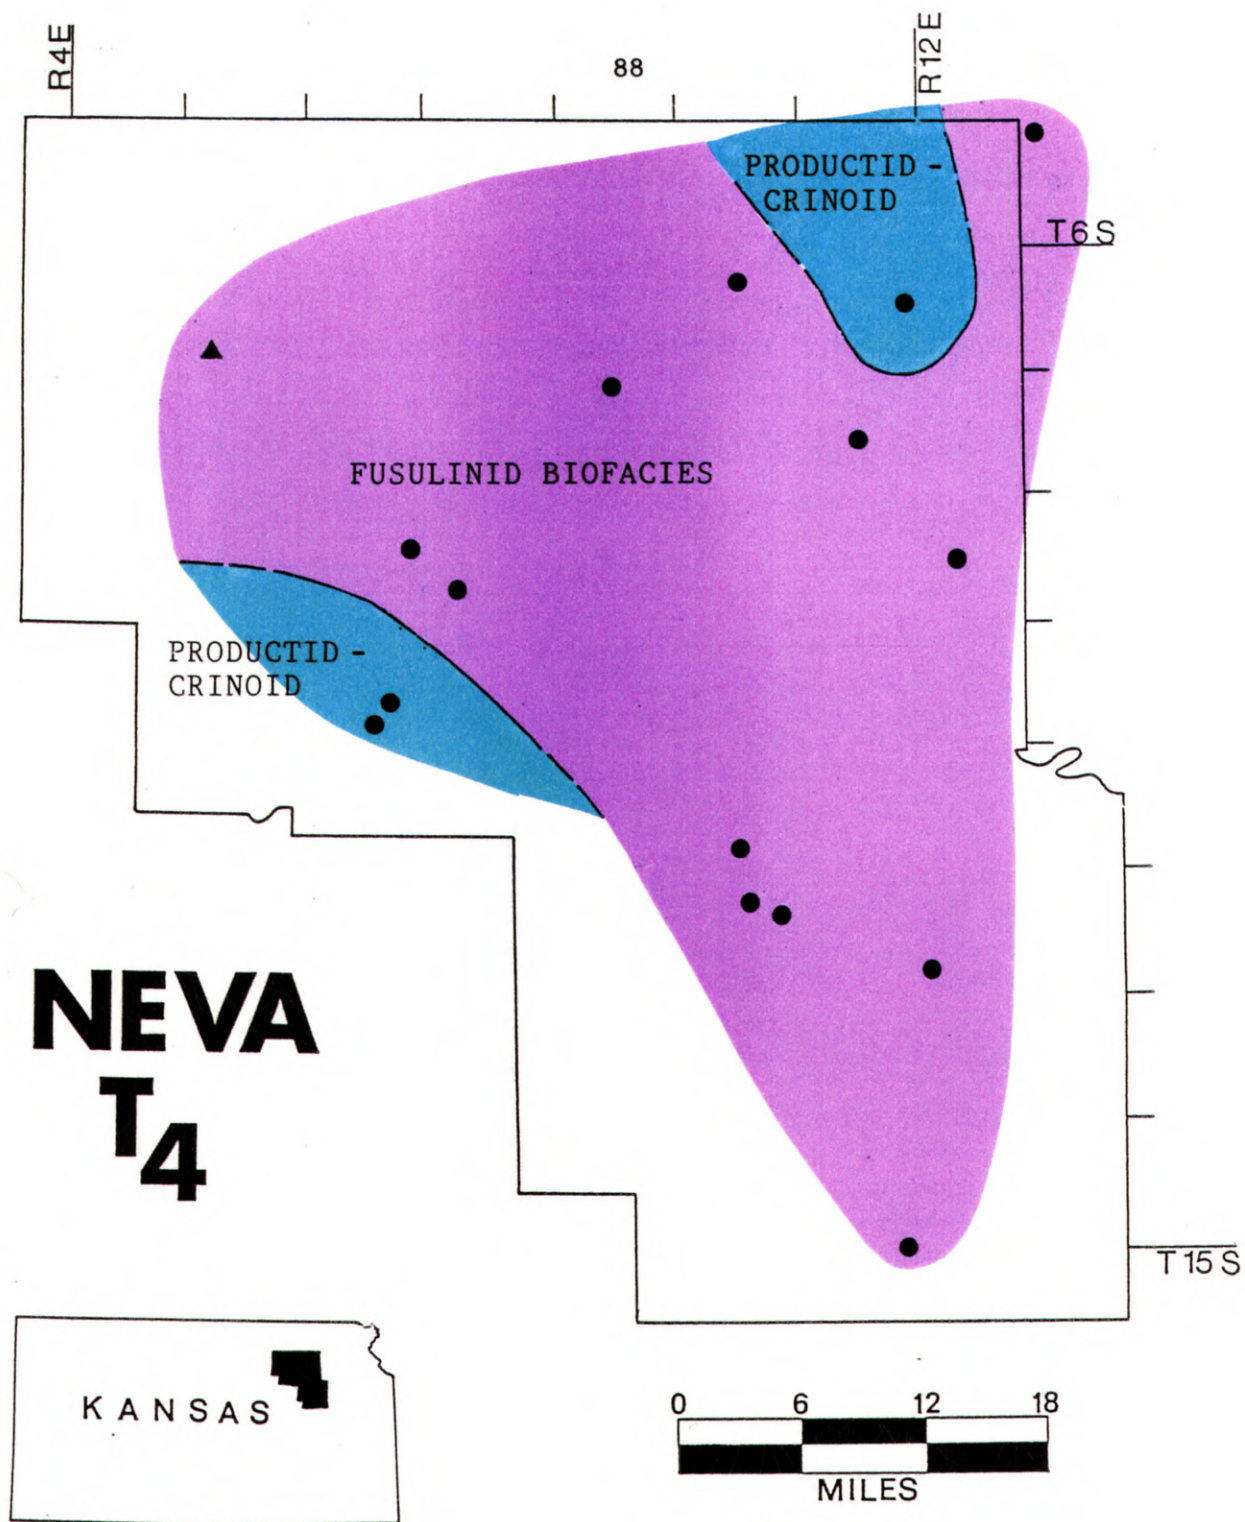 R4E
88
R12E
PRODUCTID -
CRINOID
T6S
FUSULINID BIOFACIES
PRODUCTID -
CRINOID
NEVA
T4
T15S
KANSAS
0 6 12 18
MILES